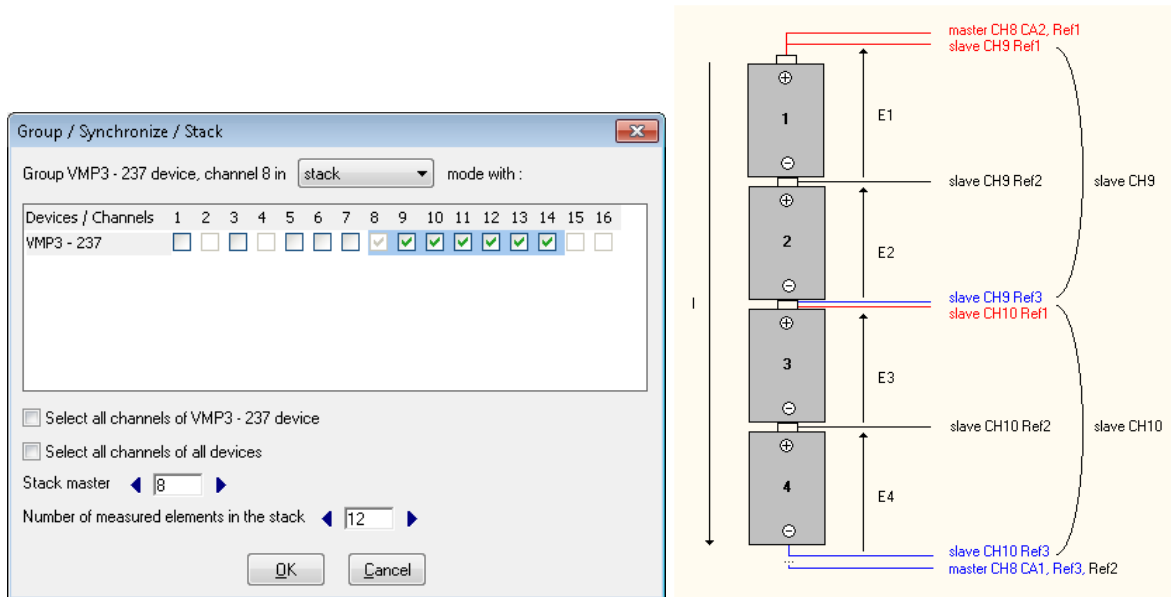 Group / Synchronize / Stack
Group VMP3 - 237 device, channel 8 in stack mode with :
Devices / Channels 1 2 3 4 5 6 7 8 9 10 11 12 13 14 15 16
VMP3 - 237
Select all channels of VMP3 - 237 device
Select all channels of all devices
Stack master 8
Number of measured elements in the stack 12
OK Cancel
master CH8 CA2, Ref1
slave CH9 Ref1
1
E1
slave CH9 Ref2
slave CH9
2
E2
I
slave CH9 Ref3
slave CH10 Ref1
3
E3
slave CH10 Ref2
slave CH10
4
E4
slave CH10 Ref3
...
master CH8 CA1, Ref3, Ref2